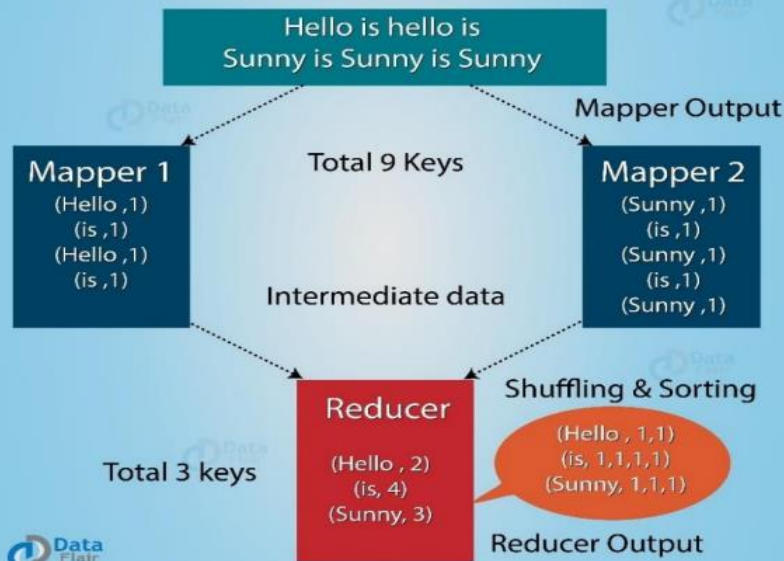 Hello is hello is
Sunny is Sunny is Sunny
Mapper Output
Mapper 1
(Hello ,1)
(is ,1)
(Hello ,1)
(is ,1)
Total 9 Keys
Mapper 2
(Sunny ,1)
(is ,1)
(Sunny ,1)
(is ,1)
(Sunny ,1)
Intermediate data
Shuffling & Sorting
Reducer
(Hello , 2)
(is, 4)
(Sunny, 3)
Total 3 keys
(Hello , 1,1)
(is, 1,1,1,1)
(Sunny, 1,1,1)
Reducer Output
Data
Flair